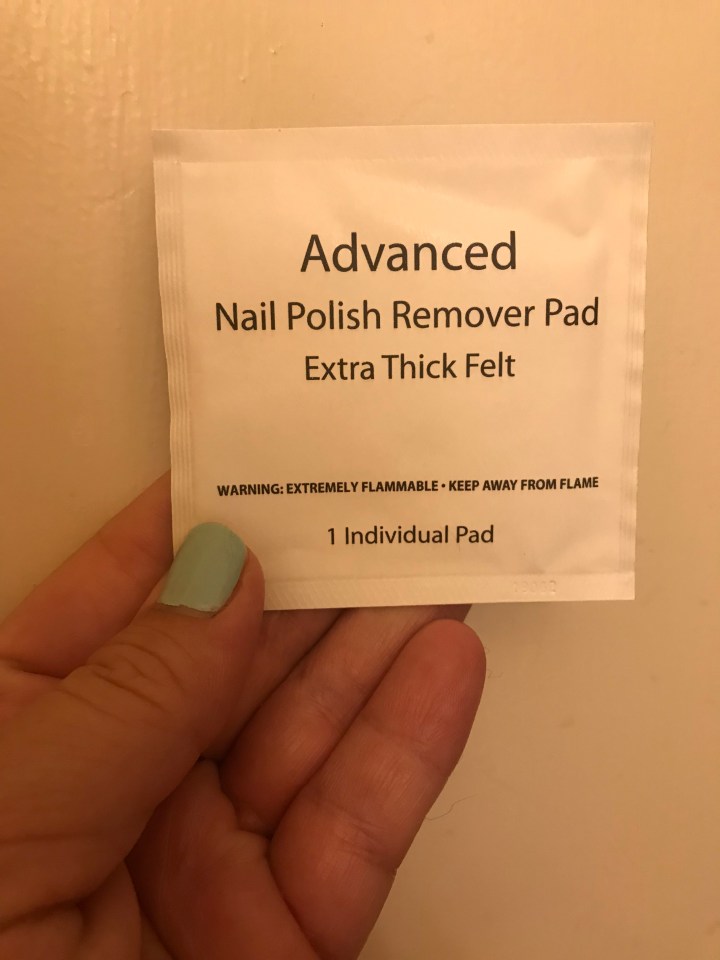 Advanced
Nail Polish Remover Pad
Extra Thick Felt
WARNING: EXTREMELY FLAMMABLE • KEEP AWAY FROM FLAME
1 Individual Pad